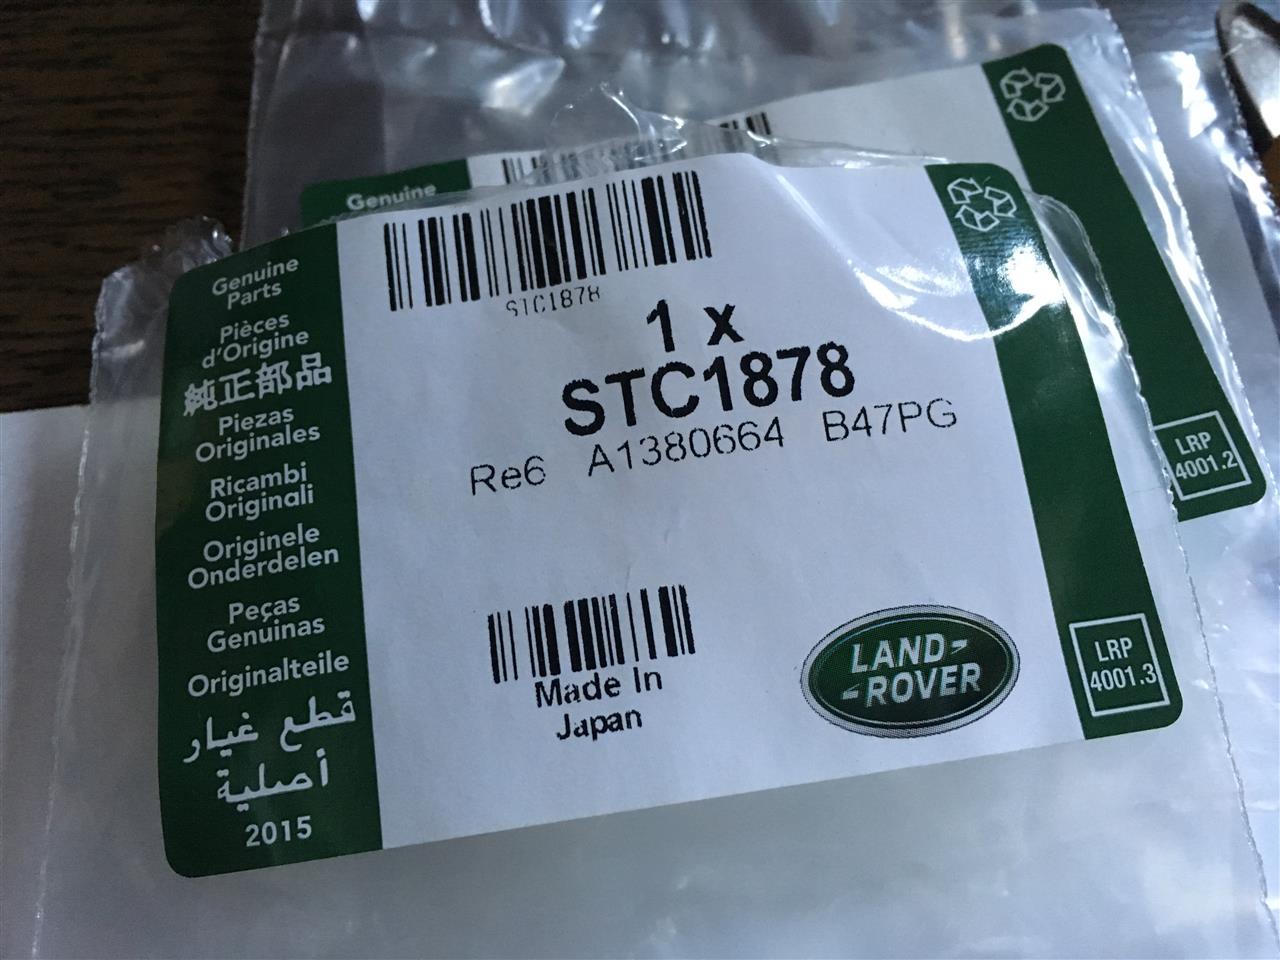 Genuine
Genuine
Parts
Pièces
d'Origine
純正部品
Piezas
Originales
Ricambi
Originali
Originele
Onderdelen
Peças
Genuinas
Originalteile
قطع غيار
أصلية
2015
STC1878
1 x
STC1878
Re6 A1380664 B47PG
Made In
Japan
LAND-
-ROVER
LRP
4001.3
LRP
4001.2